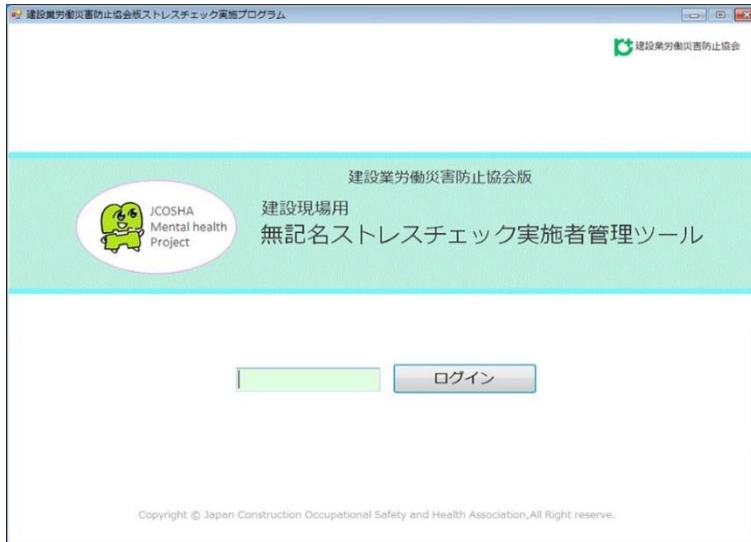 建設業労働災害防止協会版ストレスチェック実施プログラム
建設業労働災害防止協会
建設業労働災害防止協会版
JCOSHA
Mental health
Project
建設現場用
無記名ストレスチェック実施者管理ツール
ログイン
Copyright © Japan Construction Occupational Safety and Health Association,All Right reserve.